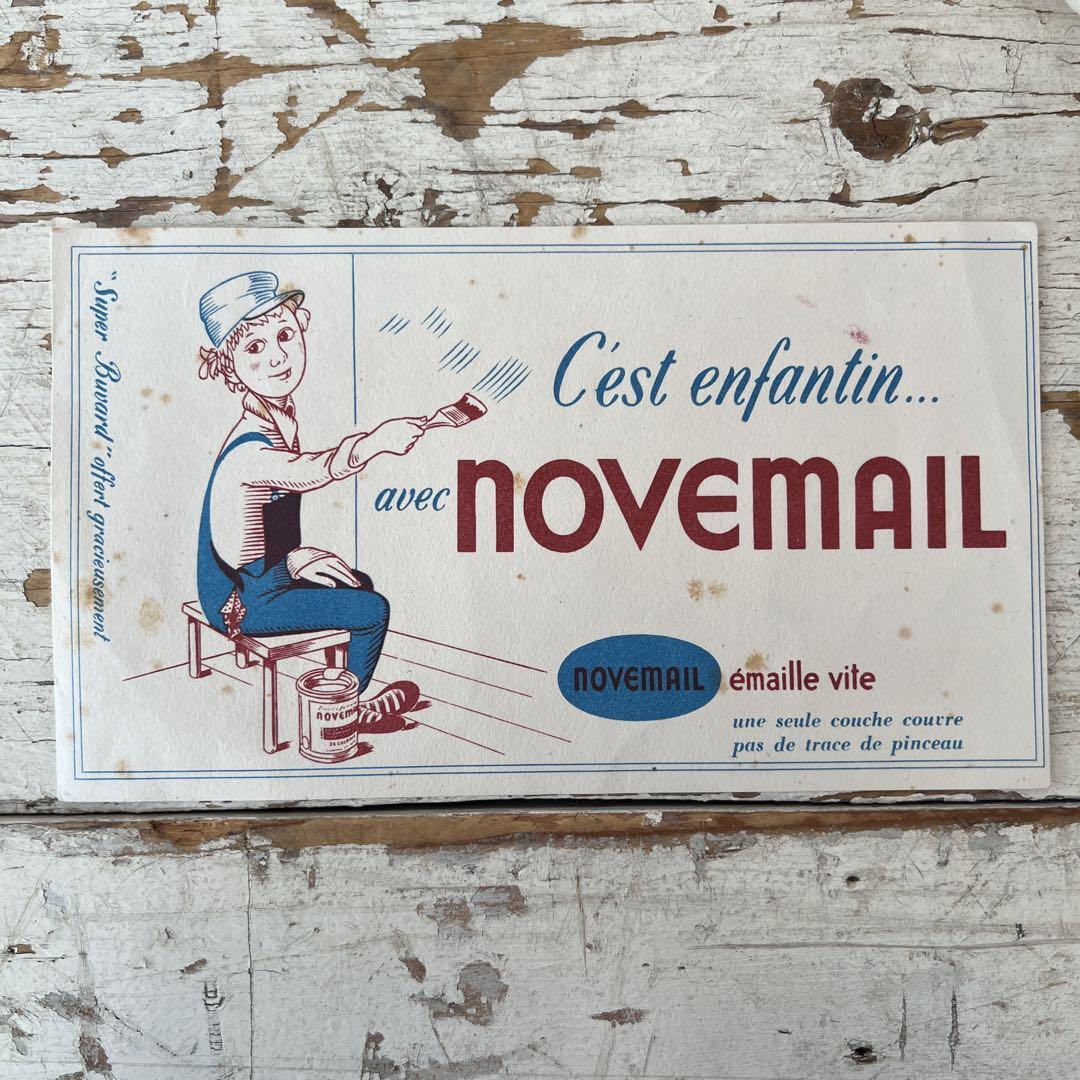 "Super Buvard" offert gracieusement
C'est enfantin...
avec NOVEMAIL
NOVEMAIL émaille vite
une seule couche couvre
pas de trace de pinceau
NOVEM